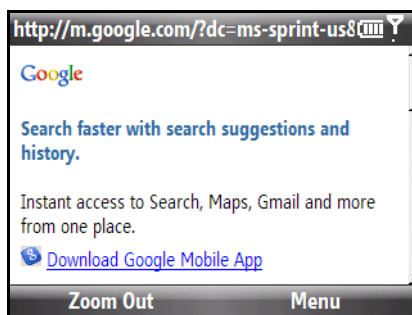 http://m.google.com/?dc=ms-sprint-us8
Google
Search faster with search suggestions and
history.
Instant access to Search, Maps, Gmail and more
from one place.
Download Google Mobile App
Zoom Out Menu